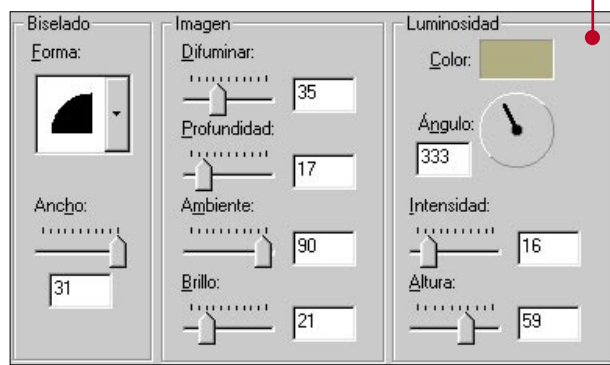 Biselado
Forma:
Ancho:
31
Imagen
Difuminar:
35
Profundidad:
17
Ambiente:
90
Brillo:
21
Luminosidad
Color:
Ángulo:
333
Intensidad:
16
Altura:
59